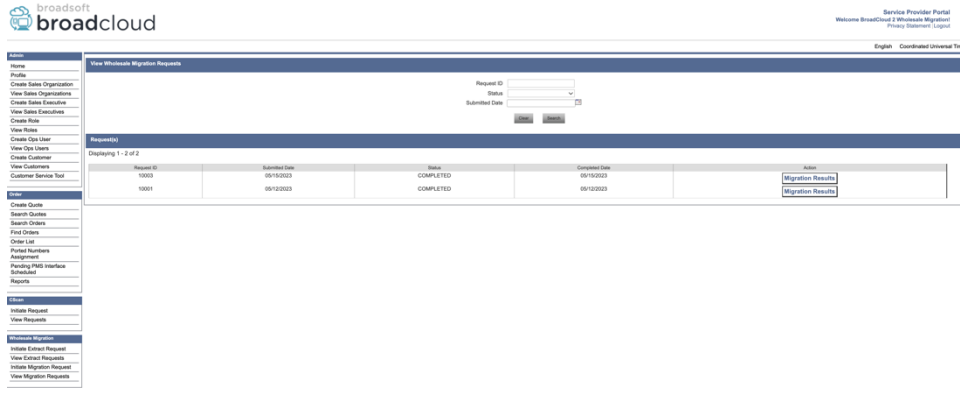 broadsoft
broadcloud
Service Provider Portal
Welcome BroadCloud 2 Wholesale Migration!
Privacy Statement | Logout
English Coordinated Universal Tim
Admin
Home
Profile
Create Sales Organization
View Sales Organizations
Create Sales Executive
View Sales Executives
Create Role
View Roles
Create Ops User
View Ops Users
Create Customer
View Customers
Customer Service Tool
Order
Create Quote
Search Quotes
Search Orders
Find Orders
Order List
Ported Numbers
Assignment
Pending PMS Interface
Scheduled
Reports
CScan
Initiate Request
View Requests
Wholesale Migration
Initiate Extract Request
View Extract Requests
Initiate Migration Request
View Migration Requests
View Wholesale Migration Requests
Request ID
Status
Submitted Date
Clear Search
Request(s)
Displaying 1 - 2 of 2
Request ID Submitted Date Status Completed Date Action
10003 05/15/2023 COMPLETED 05/15/2023 Migration Results
10001 05/12/2023 COMPLETED 05/12/2023 Migration Results